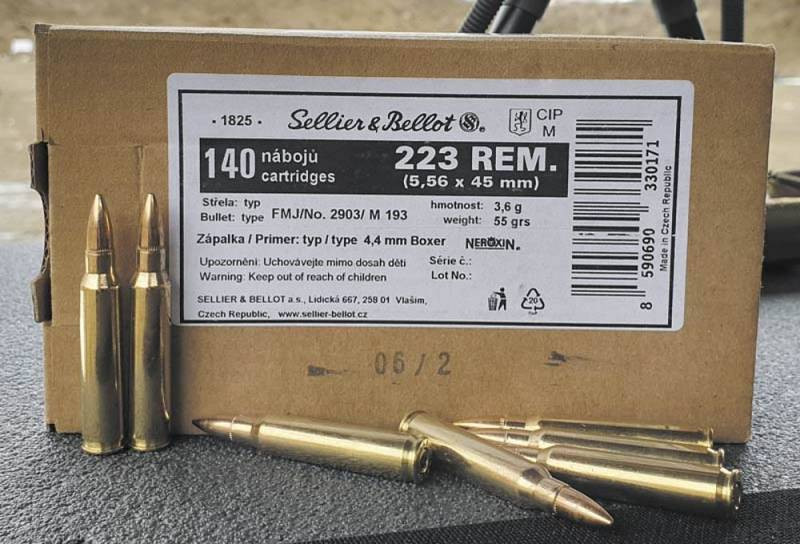 • 1825 •
Sellier & Bellot S&B®
CIP
M
140 nábojů
cartridges
223 REM.
(5,56 x 45 mm)
Střela: typ
Bullet: type FMJ/No. 2903/ M 193
hmotnost: 3,6 g
weight: 55 grs
Zápalka / Primer: typ / type 4,4 mm Boxer NEROXIN®
Upozornění: Uchovávejte mimo dosah dětí
Warning: Keep out of reach of children
Série č.:
Lot No.:
SELLIER & BELLOT a.s., Lidická 667, 258 01 Vlašim,
Czech Republic, www.sellier-bellot.cz
20
8 590690 330171
Made in Czech Republic
06/2